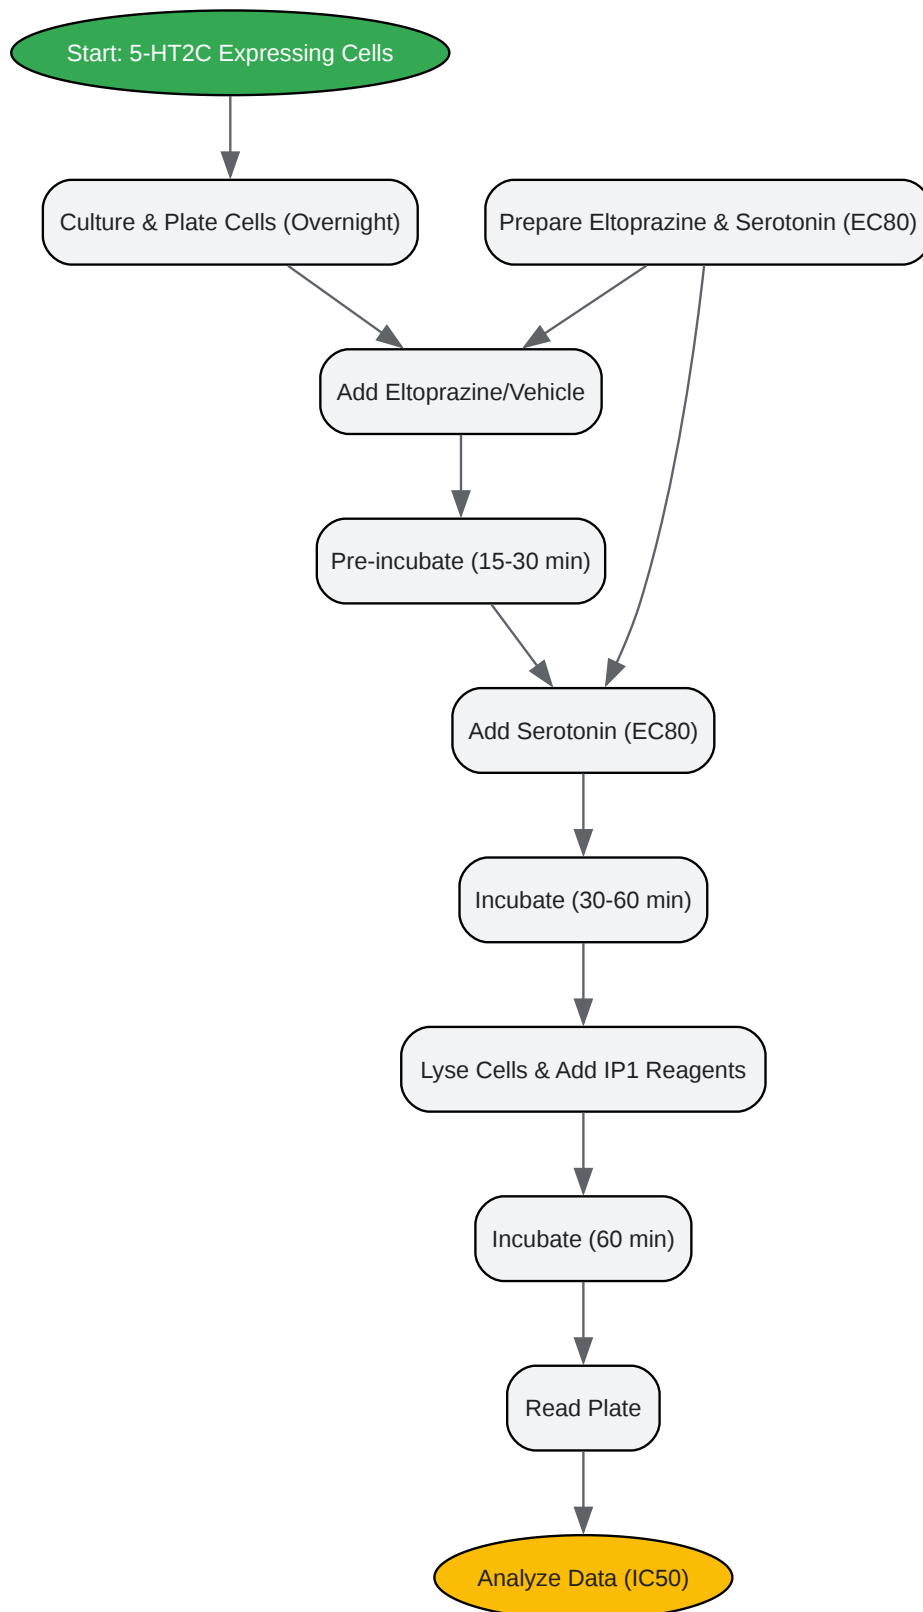 Start: 5-HT2C Expressing Cells
Culture & Plate Cells (Overnight)
Prepare Eltoprazine & Serotonin (EC80)
Add Eltoprazine/Vehicle
Pre-incubate (15-30 min)
Add Serotonin (EC80)
Incubate (30-60 min)
Lyse Cells & Add IP1 Reagents
Incubate (60 min)
Read Plate
Analyze Data (IC50)